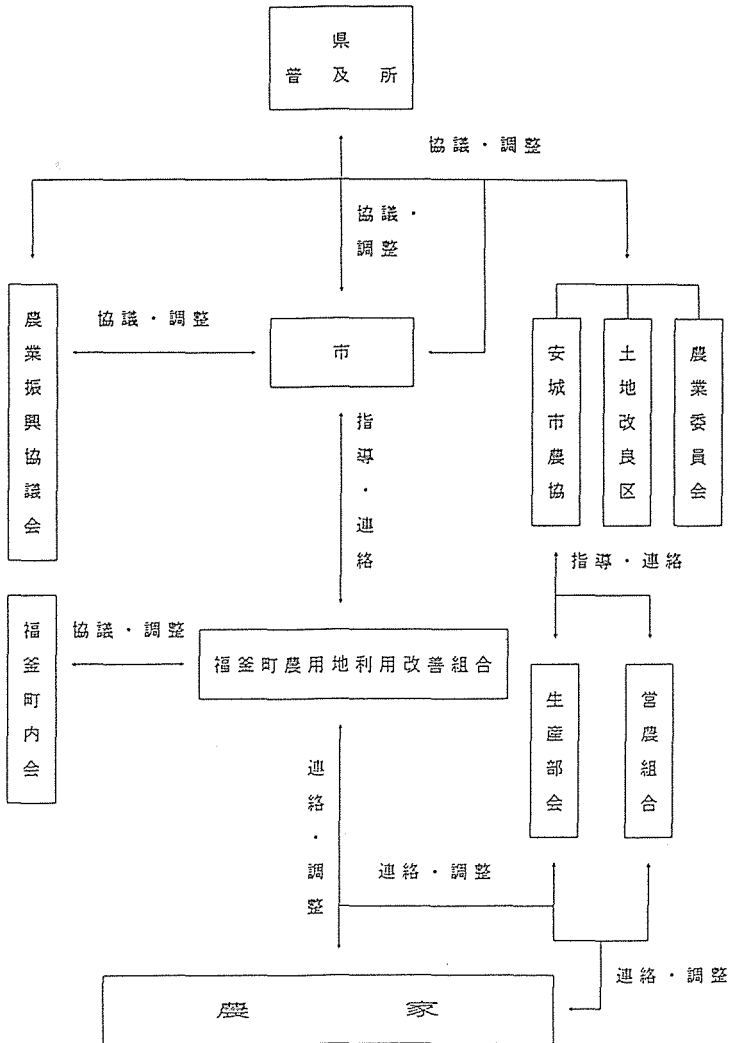 県
普及所
協議・調整
協議・
調整
農業振興協議会
協議・調整
市
安城市農協
土地改良区
農業委員会
指導・連絡
指導・連絡
福釜町内会
協議・調整
福釜町農用地利用改善組合
生産部会
営農組合
連絡・調整
連絡・調整
連絡・調整
農家